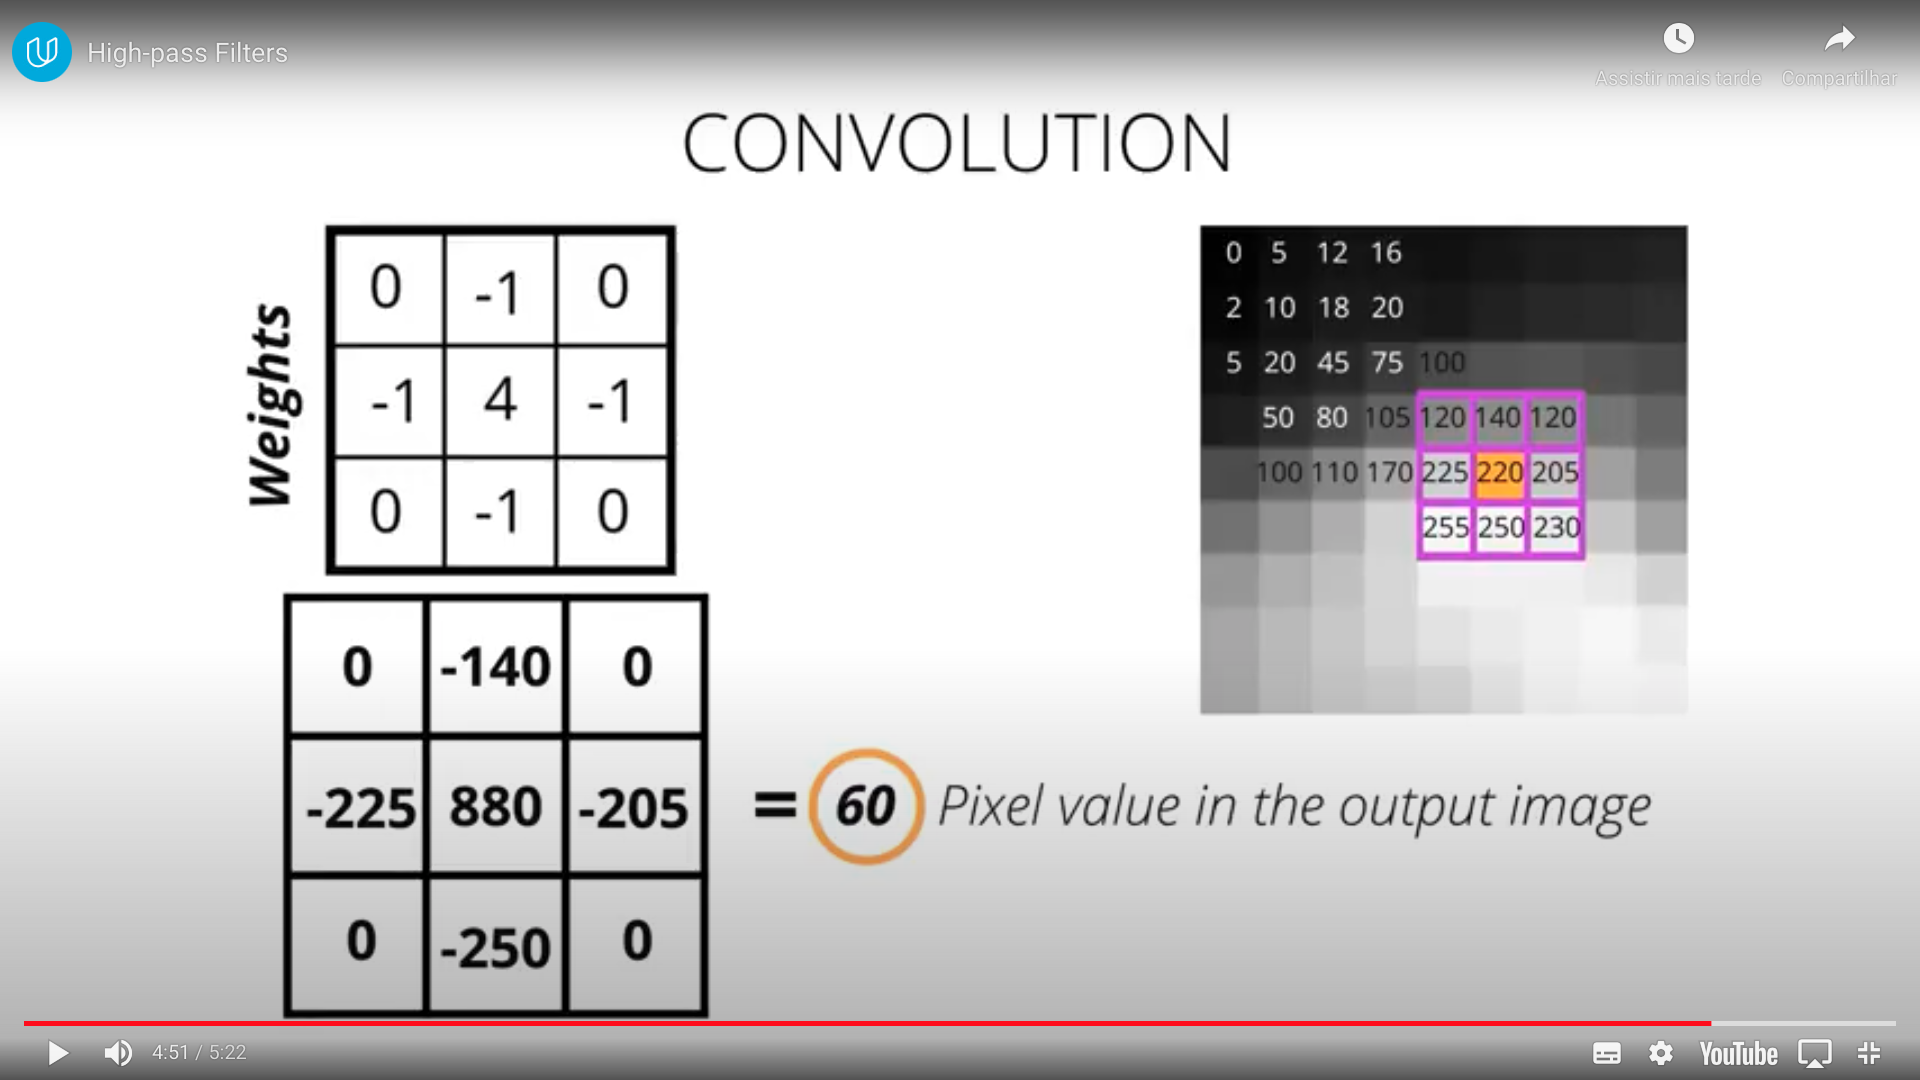 High-pass Filters
Assistir mais tarde
Compartilhar
CONVOLUTION
Weights
0 -1 0
-1 4 -1
0 -1 0
0 5 12 16
2 10 18 20
5 20 45 75 100
50 80 105 120 140 120
100 110 170 225 220 205
255 250 230
0 -140 0
-225 880 -205
0 -250 0
= 60 Pixel value in the output image
4:51 / 5:22
YouTube